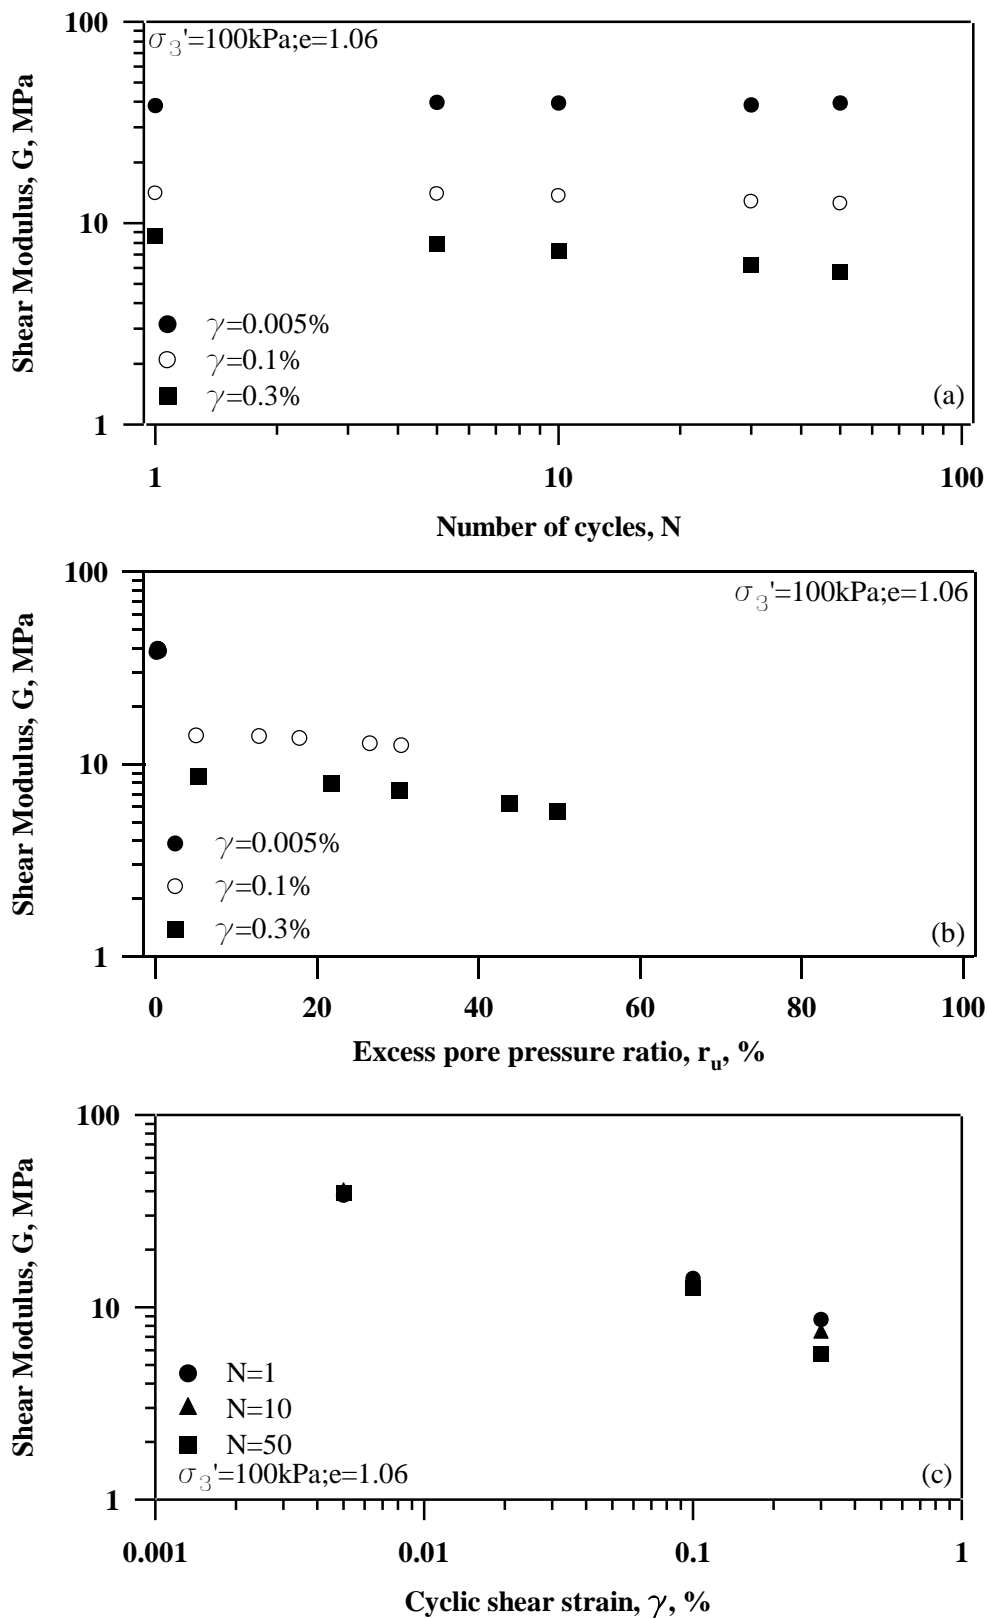 100
σ3'=100kPa;e=1.06
Shear Modulus, G, MPa
10
γ=0.005%
γ=0.1%
γ=0.3%
(a)
1
1 10 100
Number of cycles, N
100
σ3'=100kPa;e=1.06
Shear Modulus, G, MPa
10
γ=0.005%
γ=0.1%
γ=0.3%
(b)
1
0 20 40 60 80 100
Excess pore pressure ratio, ru, %
100
Shear Modulus, G, MPa
10
N=1
N=10
N=50
σ3'=100kPa;e=1.06
(c)
1
0.001 0.01 0.1 1
Cyclic shear strain, γ, %